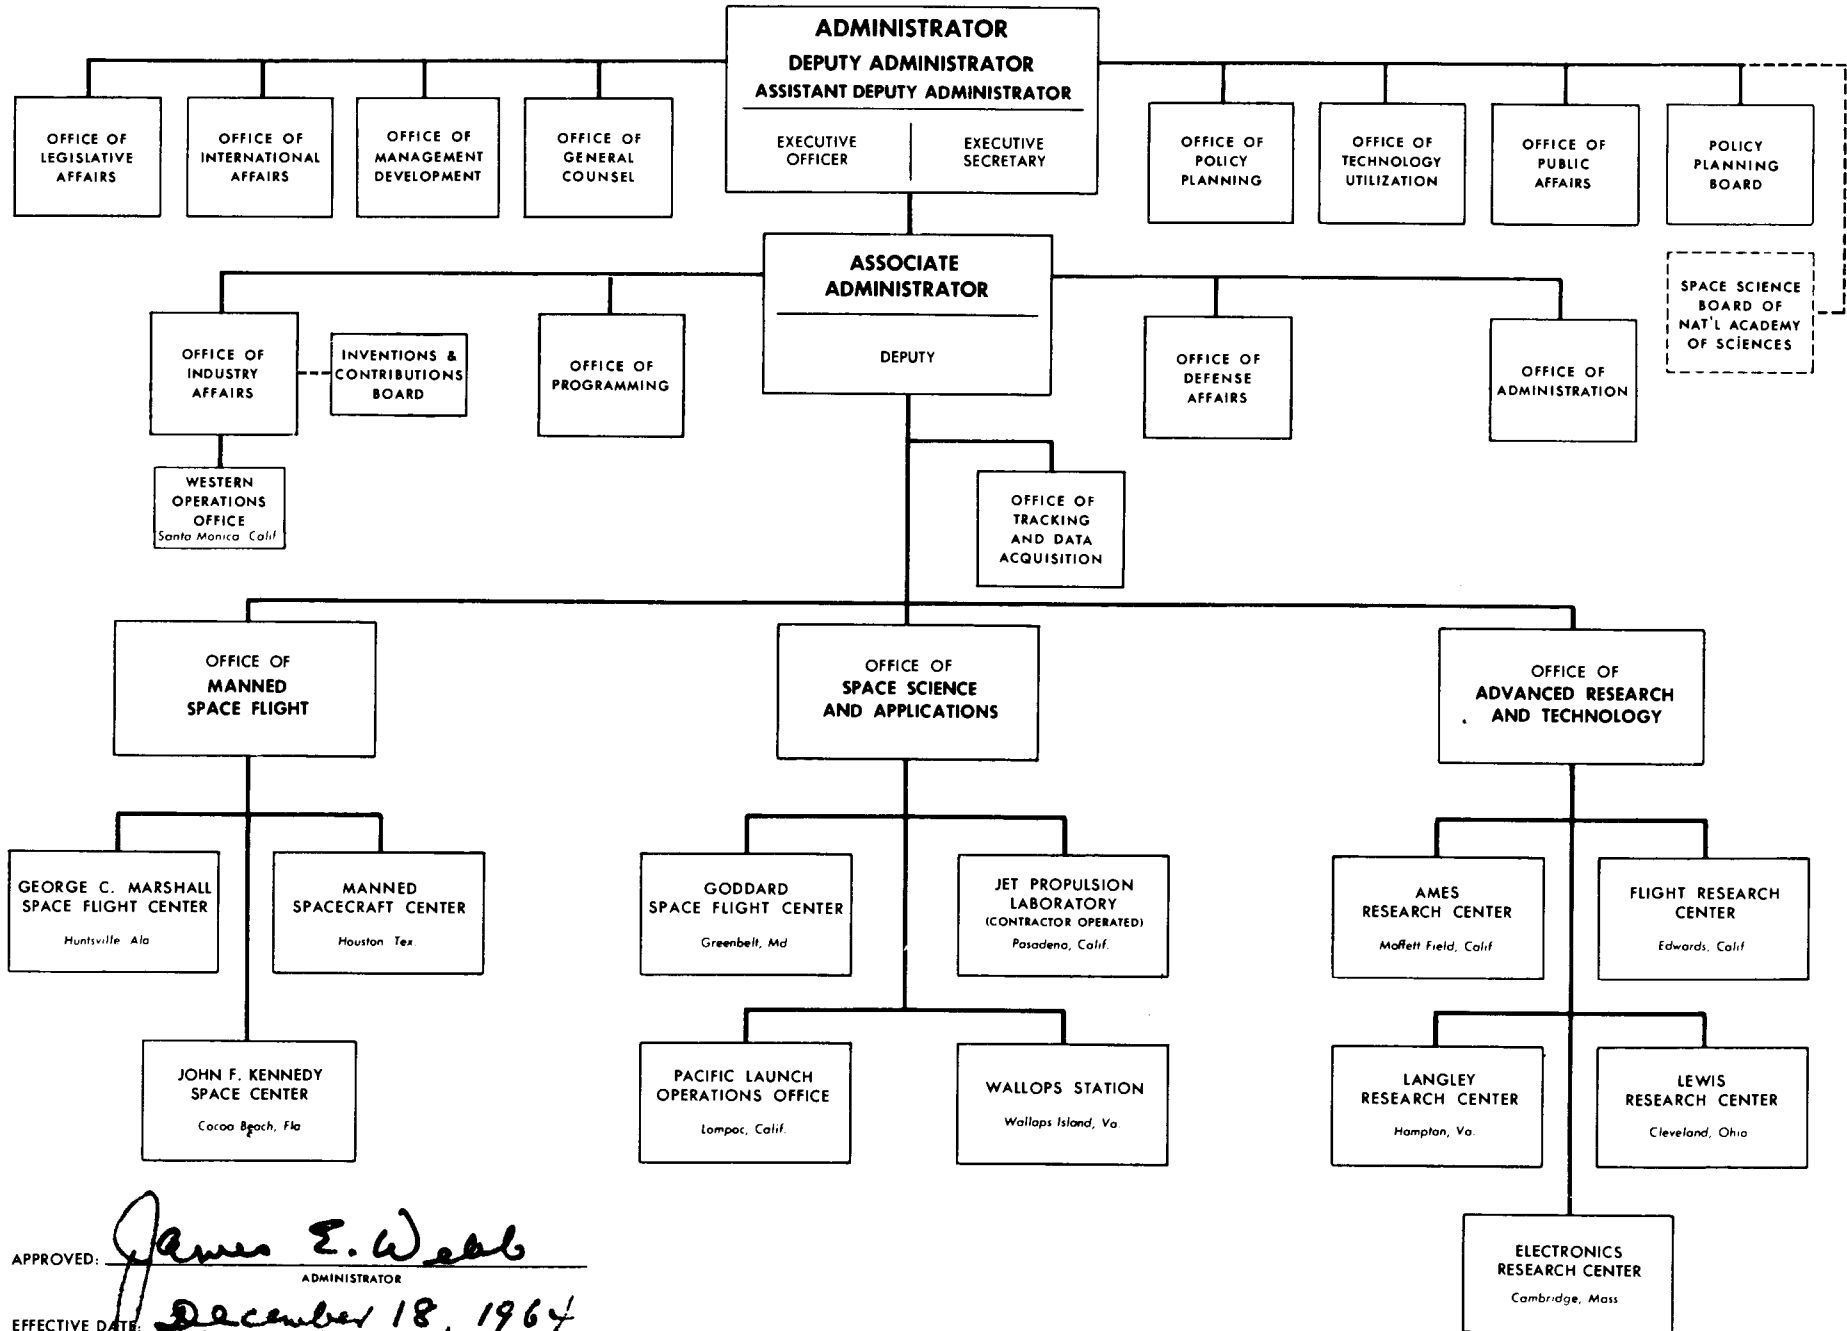 ADMINISTRATOR
DEPUTY ADMINISTRATOR
ASSISTANT DEPUTY ADMINISTRATOR
EXECUTIVE
OFFICER
EXECUTIVE
SECRETARY
OFFICE OF
LEGISLATIVE
AFFAIRS
OFFICE OF
INTERNATIONAL
AFFAIRS
OFFICE OF
MANAGEMENT
DEVELOPMENT
OFFICE OF
GENERAL
COUNSEL
OFFICE OF
POLICY
PLANNING
OFFICE OF
TECHNOLOGY
UTILIZATION
OFFICE OF
PUBLIC
AFFAIRS
POLICY
PLANNING
BOARD
SPACE SCIENCE
BOARD OF
NAT'L ACADEMY
OF SCIENCES
ASSOCIATE
ADMINISTRATOR
DEPUTY
OFFICE OF
INDUSTRY
AFFAIRS
INVENTIONS &
CONTRIBUTIONS
BOARD
OFFICE OF
PROGRAMMING
OFFICE OF
DEFENSE
AFFAIRS
OFFICE OF
ADMINISTRATION
WESTERN
OPERATIONS
OFFICE
Santa Monica Calif
OFFICE OF
TRACKING
AND DATA
ACQUISITION
OFFICE OF
MANNED
SPACE FLIGHT
OFFICE OF
SPACE SCIENCE
AND APPLICATIONS
OFFICE OF
ADVANCED RESEARCH
AND TECHNOLOGY
GEORGE C. MARSHALL
SPACE FLIGHT CENTER
Huntsville Ala
MANNED
SPACECRAFT CENTER
Houston Tex.
JOHN F. KENNEDY
SPACE CENTER
Cocoa Beach, Fla
GODDARD
SPACE FLIGHT CENTER
Greenbelt, Md
JET PROPULSION
LABORATORY
(CONTRACTOR OPERATED)
Pasadena, Calif.
PACIFIC LAUNCH
OPERATIONS OFFICE
Lompoc, Calif.
WALLOPS STATION
Wallaps Island, Va.
AMES
RESEARCH CENTER
Moffett Field, Calif
FLIGHT RESEARCH
CENTER
Edwards, Calif
LANGLEY
RESEARCH CENTER
Hampton, Va.
LEWIS
RESEARCH CENTER
Cleveland, Ohio
ELECTRONICS
RESEARCH CENTER
Cambridge, Mass
APPROVED: James E. Webb
ADMINISTRATOR
EFFECTIVE DATE: December 18, 1964